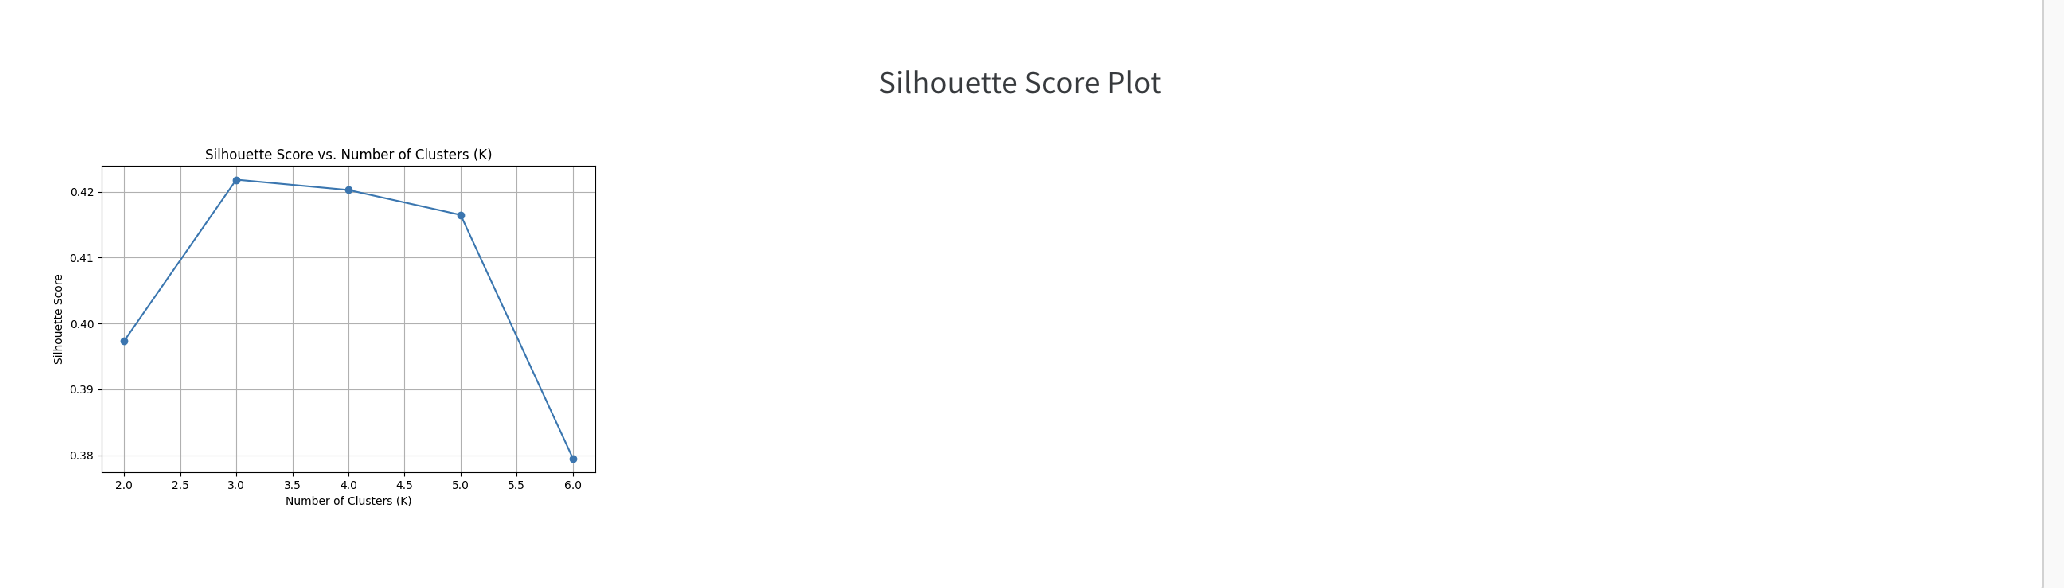 Silhouette Score Plot
Silhouette Score vs. Number of Clusters (K)
Silhouette Score
0.42
0.41
0.40
0.39
0.38
2.0 2.5 3.0 3.5 4.0 4.5 5.0 5.5 6.0
Number of Clusters (K)